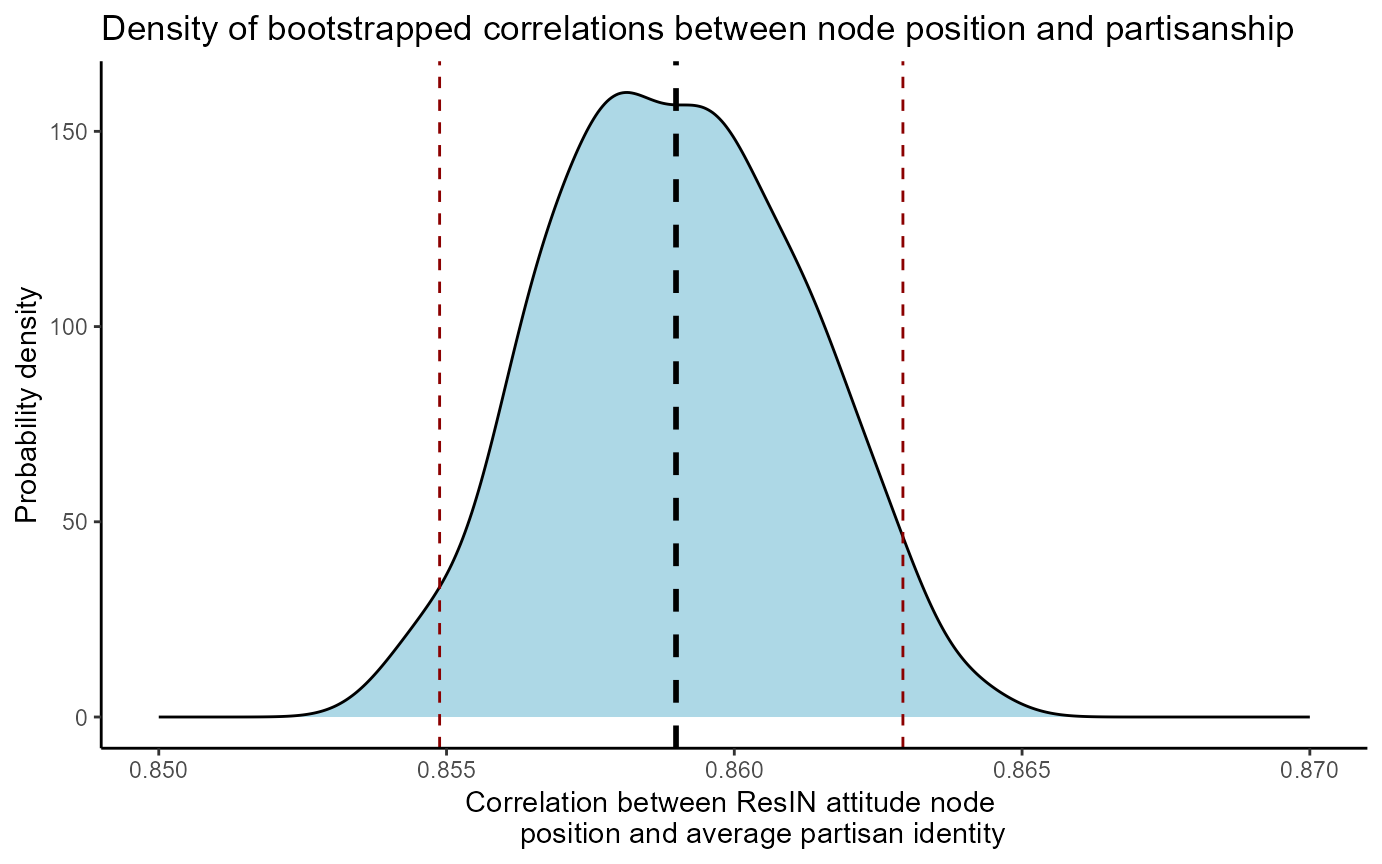 Density of bootstrapped correlations between node position and partisanship
Probability density
150
100
50
0
0.850 0.855 0.860 0.865 0.870
Correlation between ResIN attitude node
position and average partisan identity